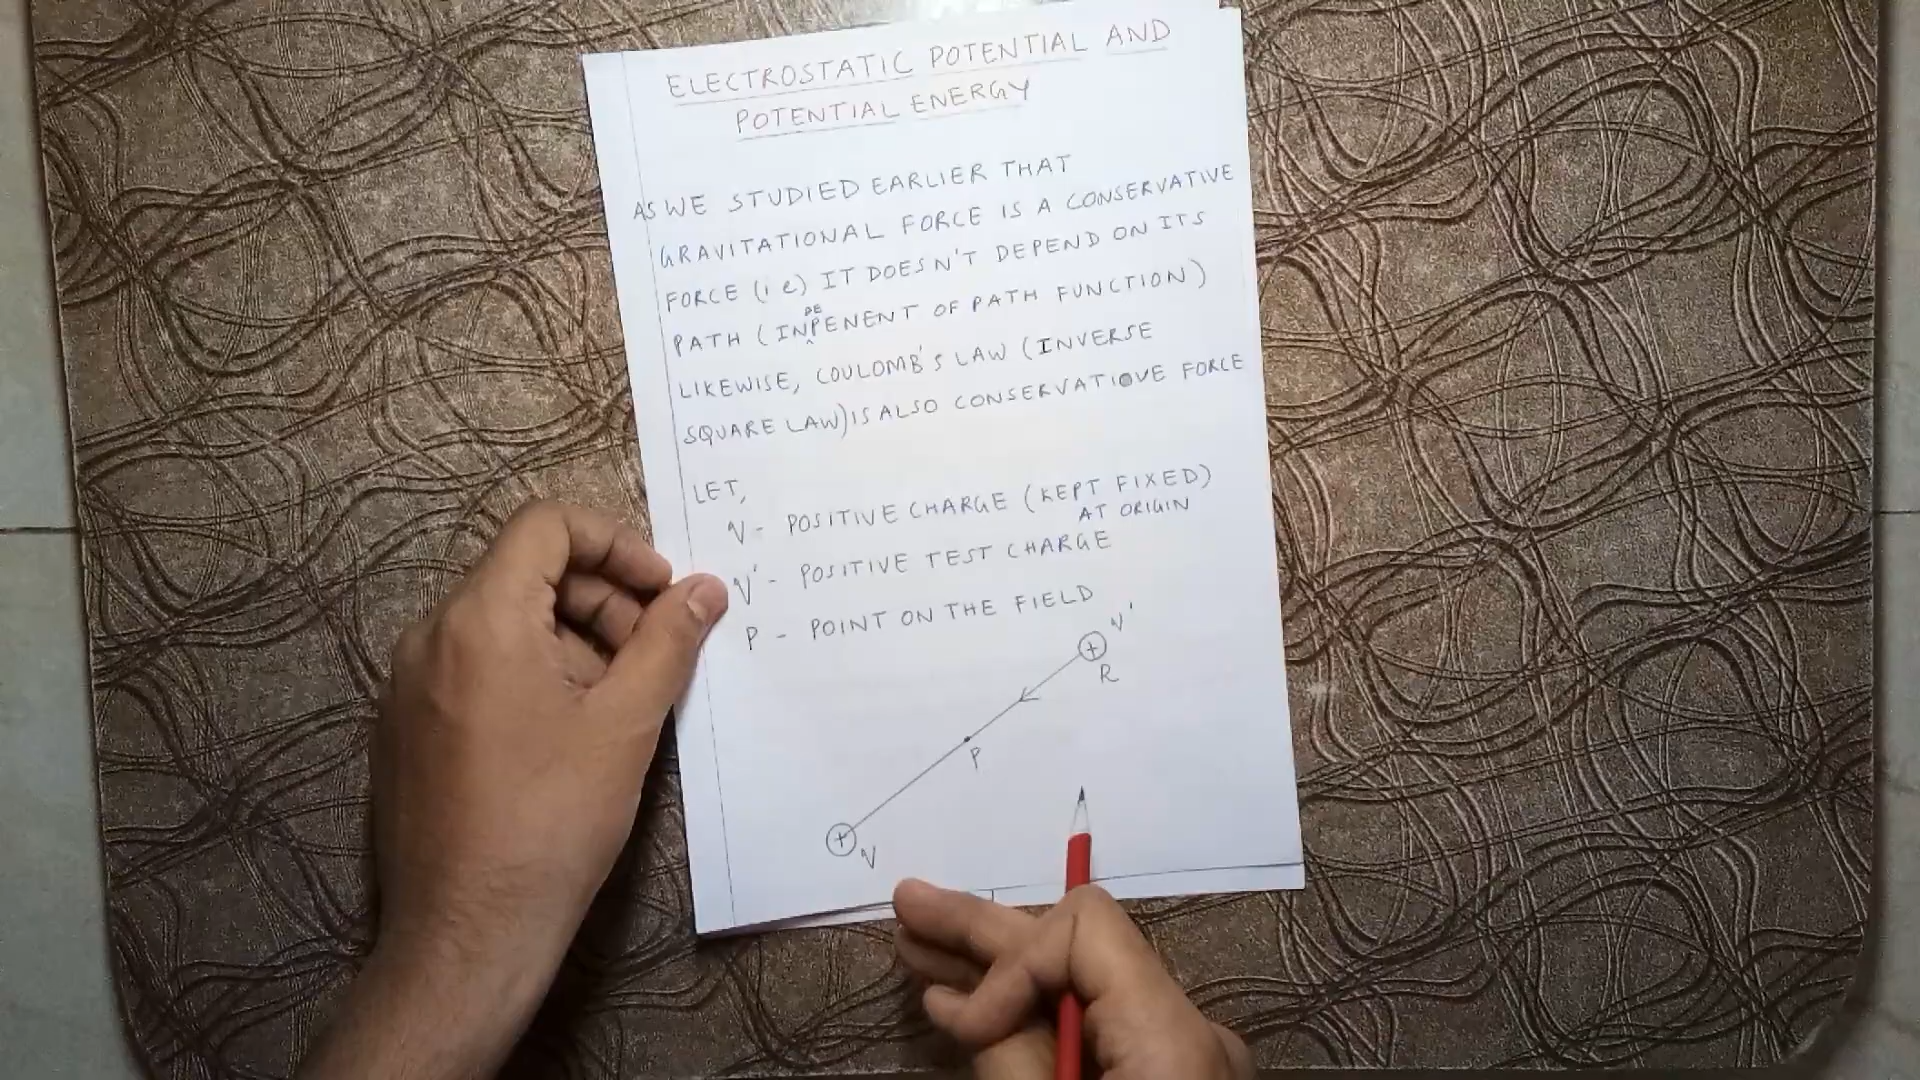 ELECTROSTATIC POTENTIAL AND
POTENTIAL ENERGY
AS WE STUDIED EARLIER THAT
GRAVITATIONAL FORCE IS A CONSERVATIVE
FORCE (i e) IT DOESN'T DEPEND ON ITS
DE
PATH (INPENENT OF PATH FUNCTION)
LIKEWISE, COULOMB'S LAW (INVERSE
SQUARE LAW) IS ALSO CONSERVATIOVE FORCE
LET,
q - POSITIVE CHARGE (KEPT FIXED)
AT ORIGIN
q' - POSITIVE TEST CHARGE
P - POINT ON THE FIELD
+ q'
R
P
+ q